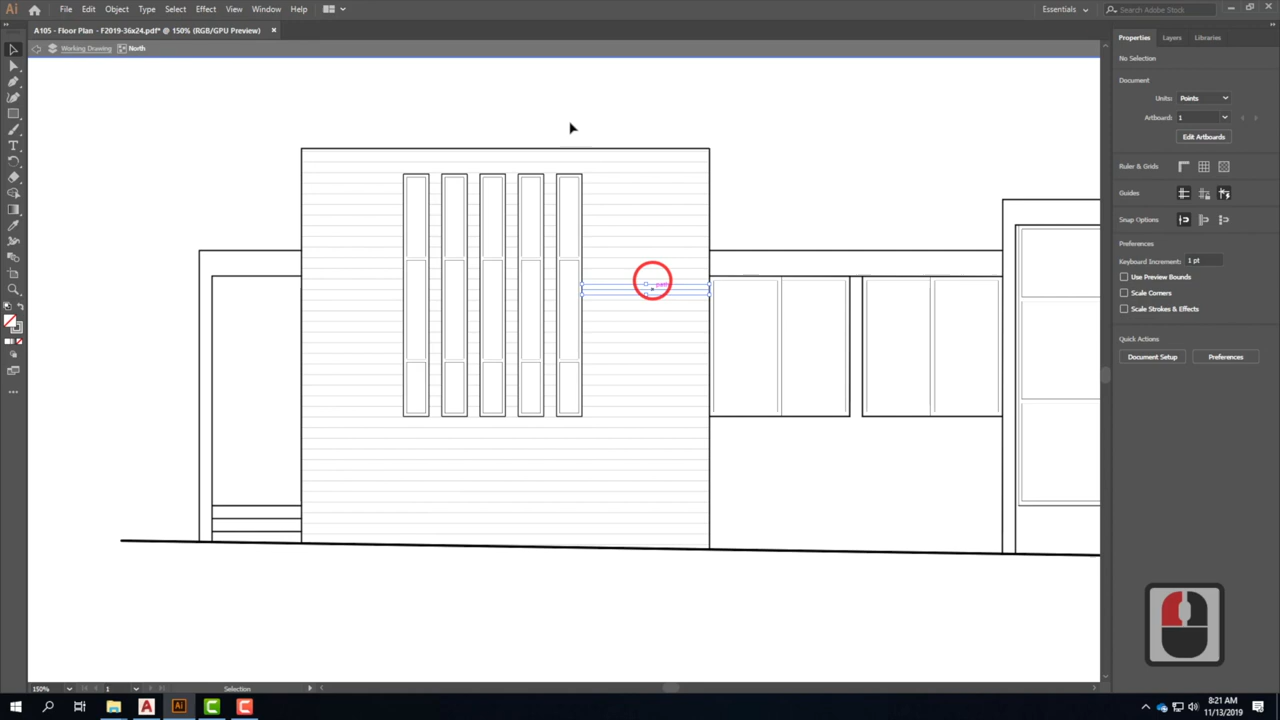 Ai File Edit Object Type Select Effect View Window Help Essentials Search Adobe Stock
A105 - Floor Plan - F2019-36x24.pdf* @ 150% (RGB/GPU Preview) ×
Working Drawing North
Properties Layers Libraries
No Selection
Document
Units: Points
Artboard: 1
Edit Artboards
Ruler & Grids
Guides
Snap Options
Preferences
Keyboard Increment: 1 pt
Use Preview Bounds
Scale Corners
Scale Strokes & Effects
Quick Actions
Document Setup Preferences
path
150% 1 Selection
8:21 AM
11/13/2019